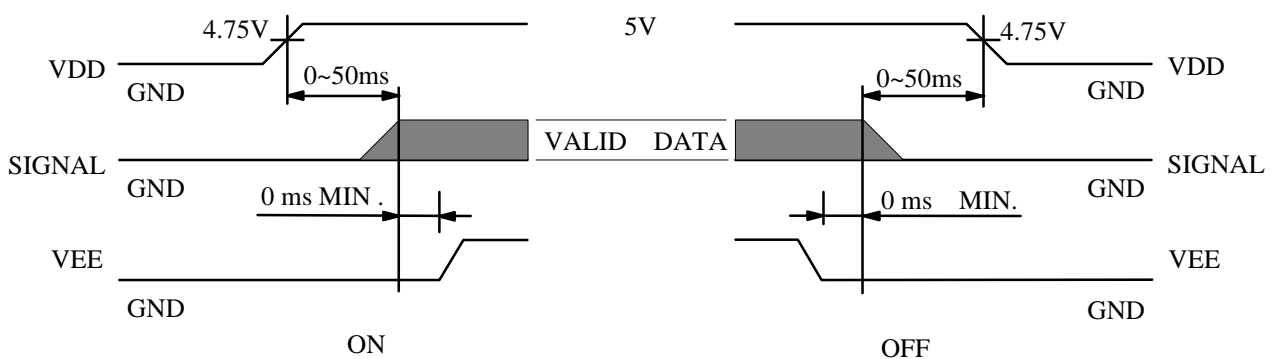 4.75V 5V 4.75V
VDD 0~50ms 0~50ms VDD
GND GND
VALID DATA
SIGNAL SIGNAL
GND GND
0 ms MIN . 0 ms MIN.
VEE VEE
GND GND
ON OFF